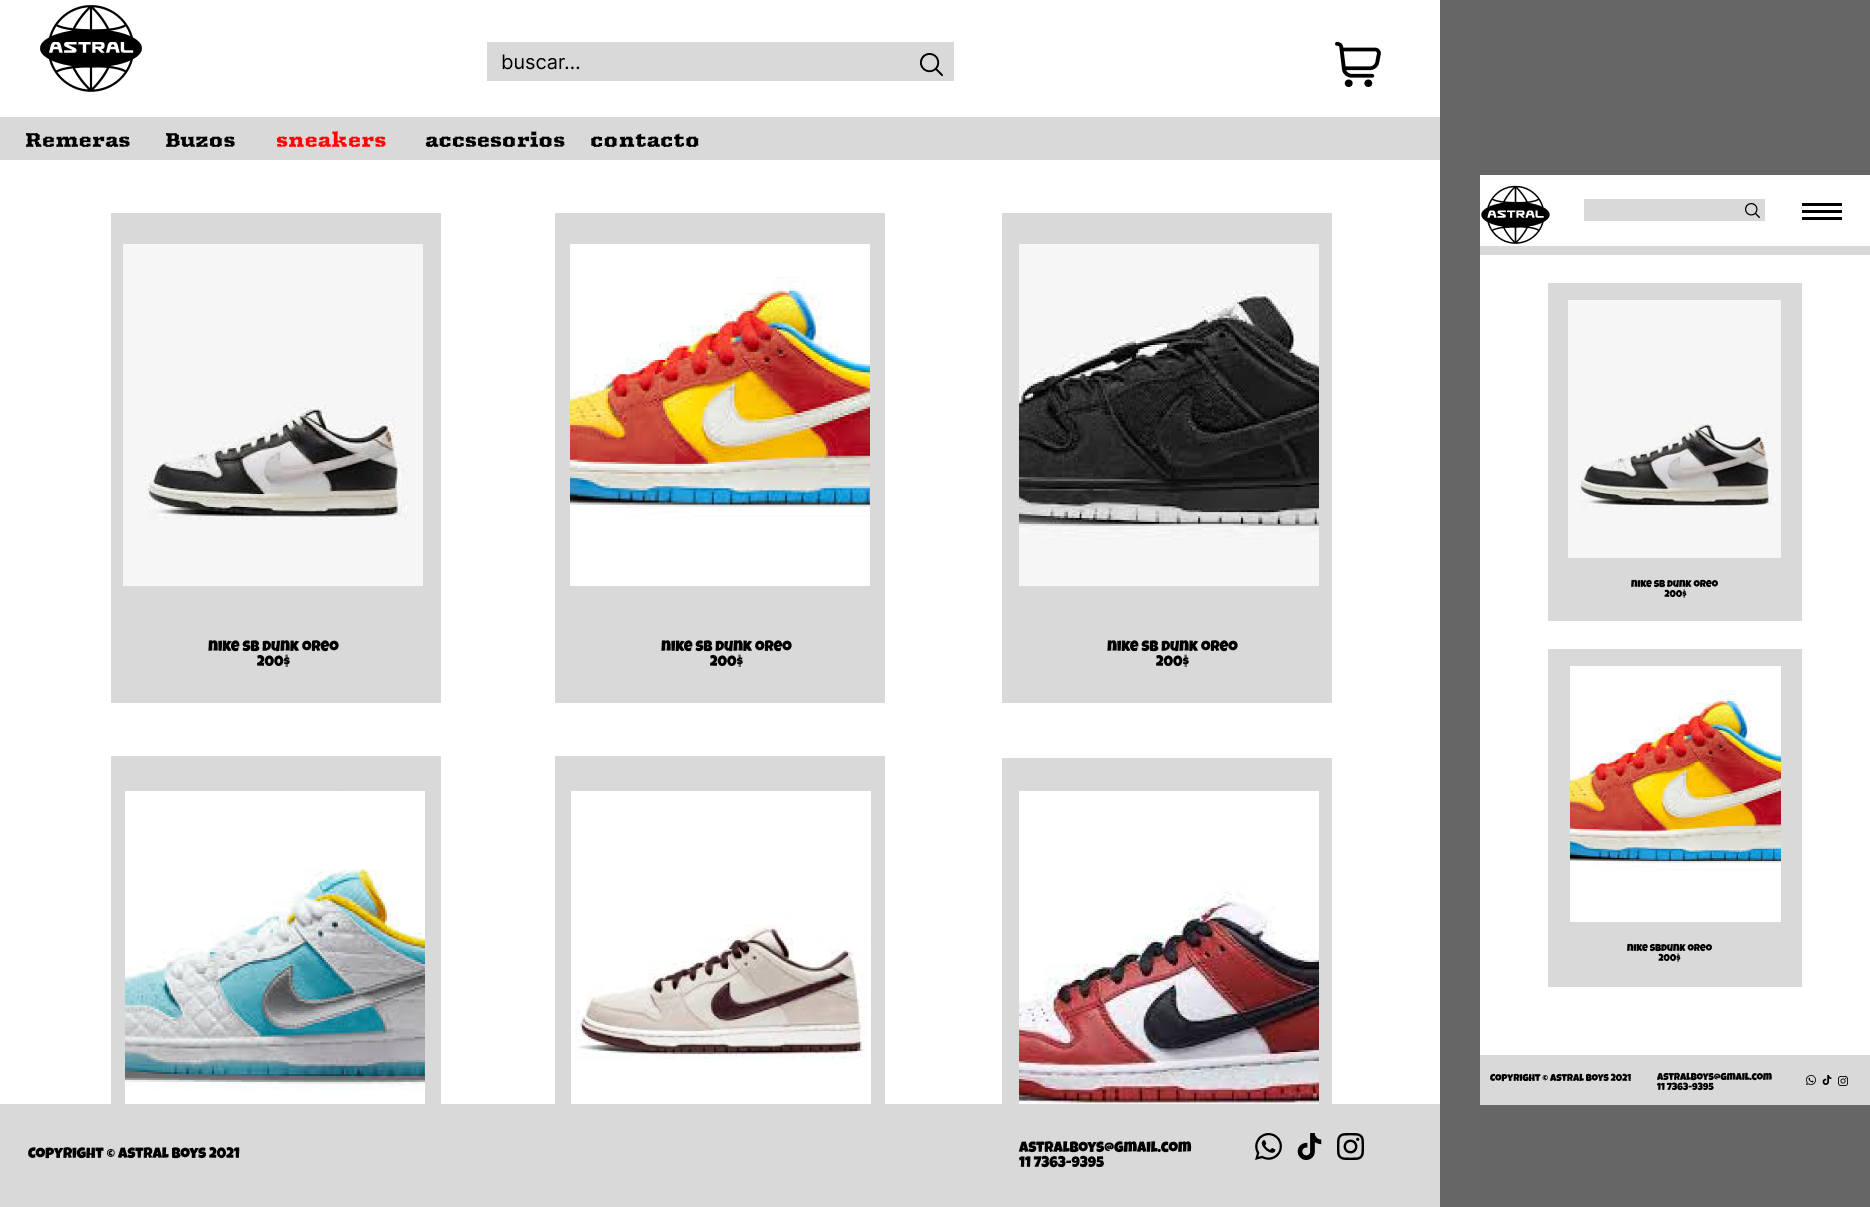 ASTRAL
buscar...
Remeras Buzos sneakers accsesorios contacto
nike sb dunk oreo
200$
nike sb dunk oreo
200$
nike sb dunk oreo
200$
COPYRIGHT © ASTRAL BOYS 2021
ASTRALBOYS@GMAIL.COM
11 7363-9395
ASTRAL
nike sb dunk oreo
200$
nike sbdunk oreo
200$
COPYRIGHT © ASTRAL BOYS 2021
ASTRALBOYS@GMAIL.COM
11 7363-9395